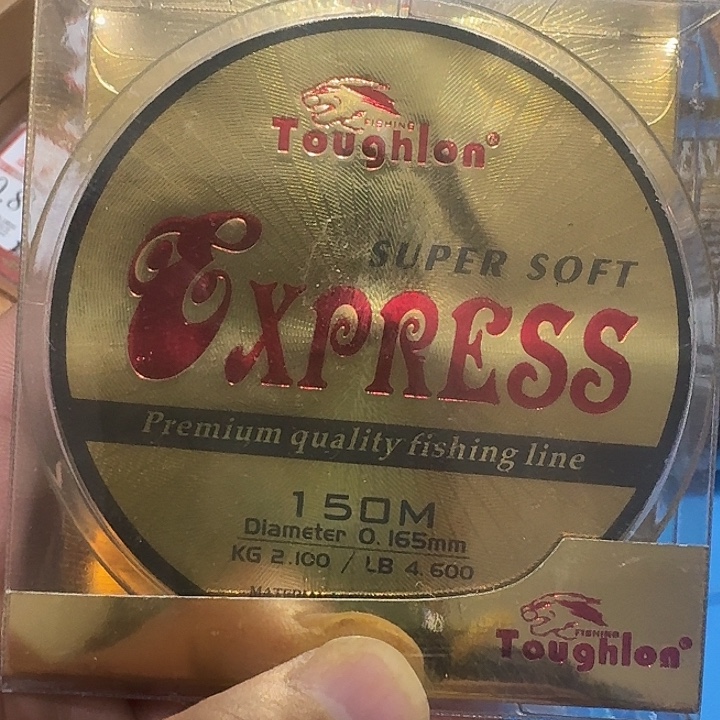 FISHING
Toughlon®
SUPER SOFT
EXPRESS
Premium quality fishing line
150M
Diameter 0.165mm
KG 2.100 / LB 4.600
FISHING
Toughlon®